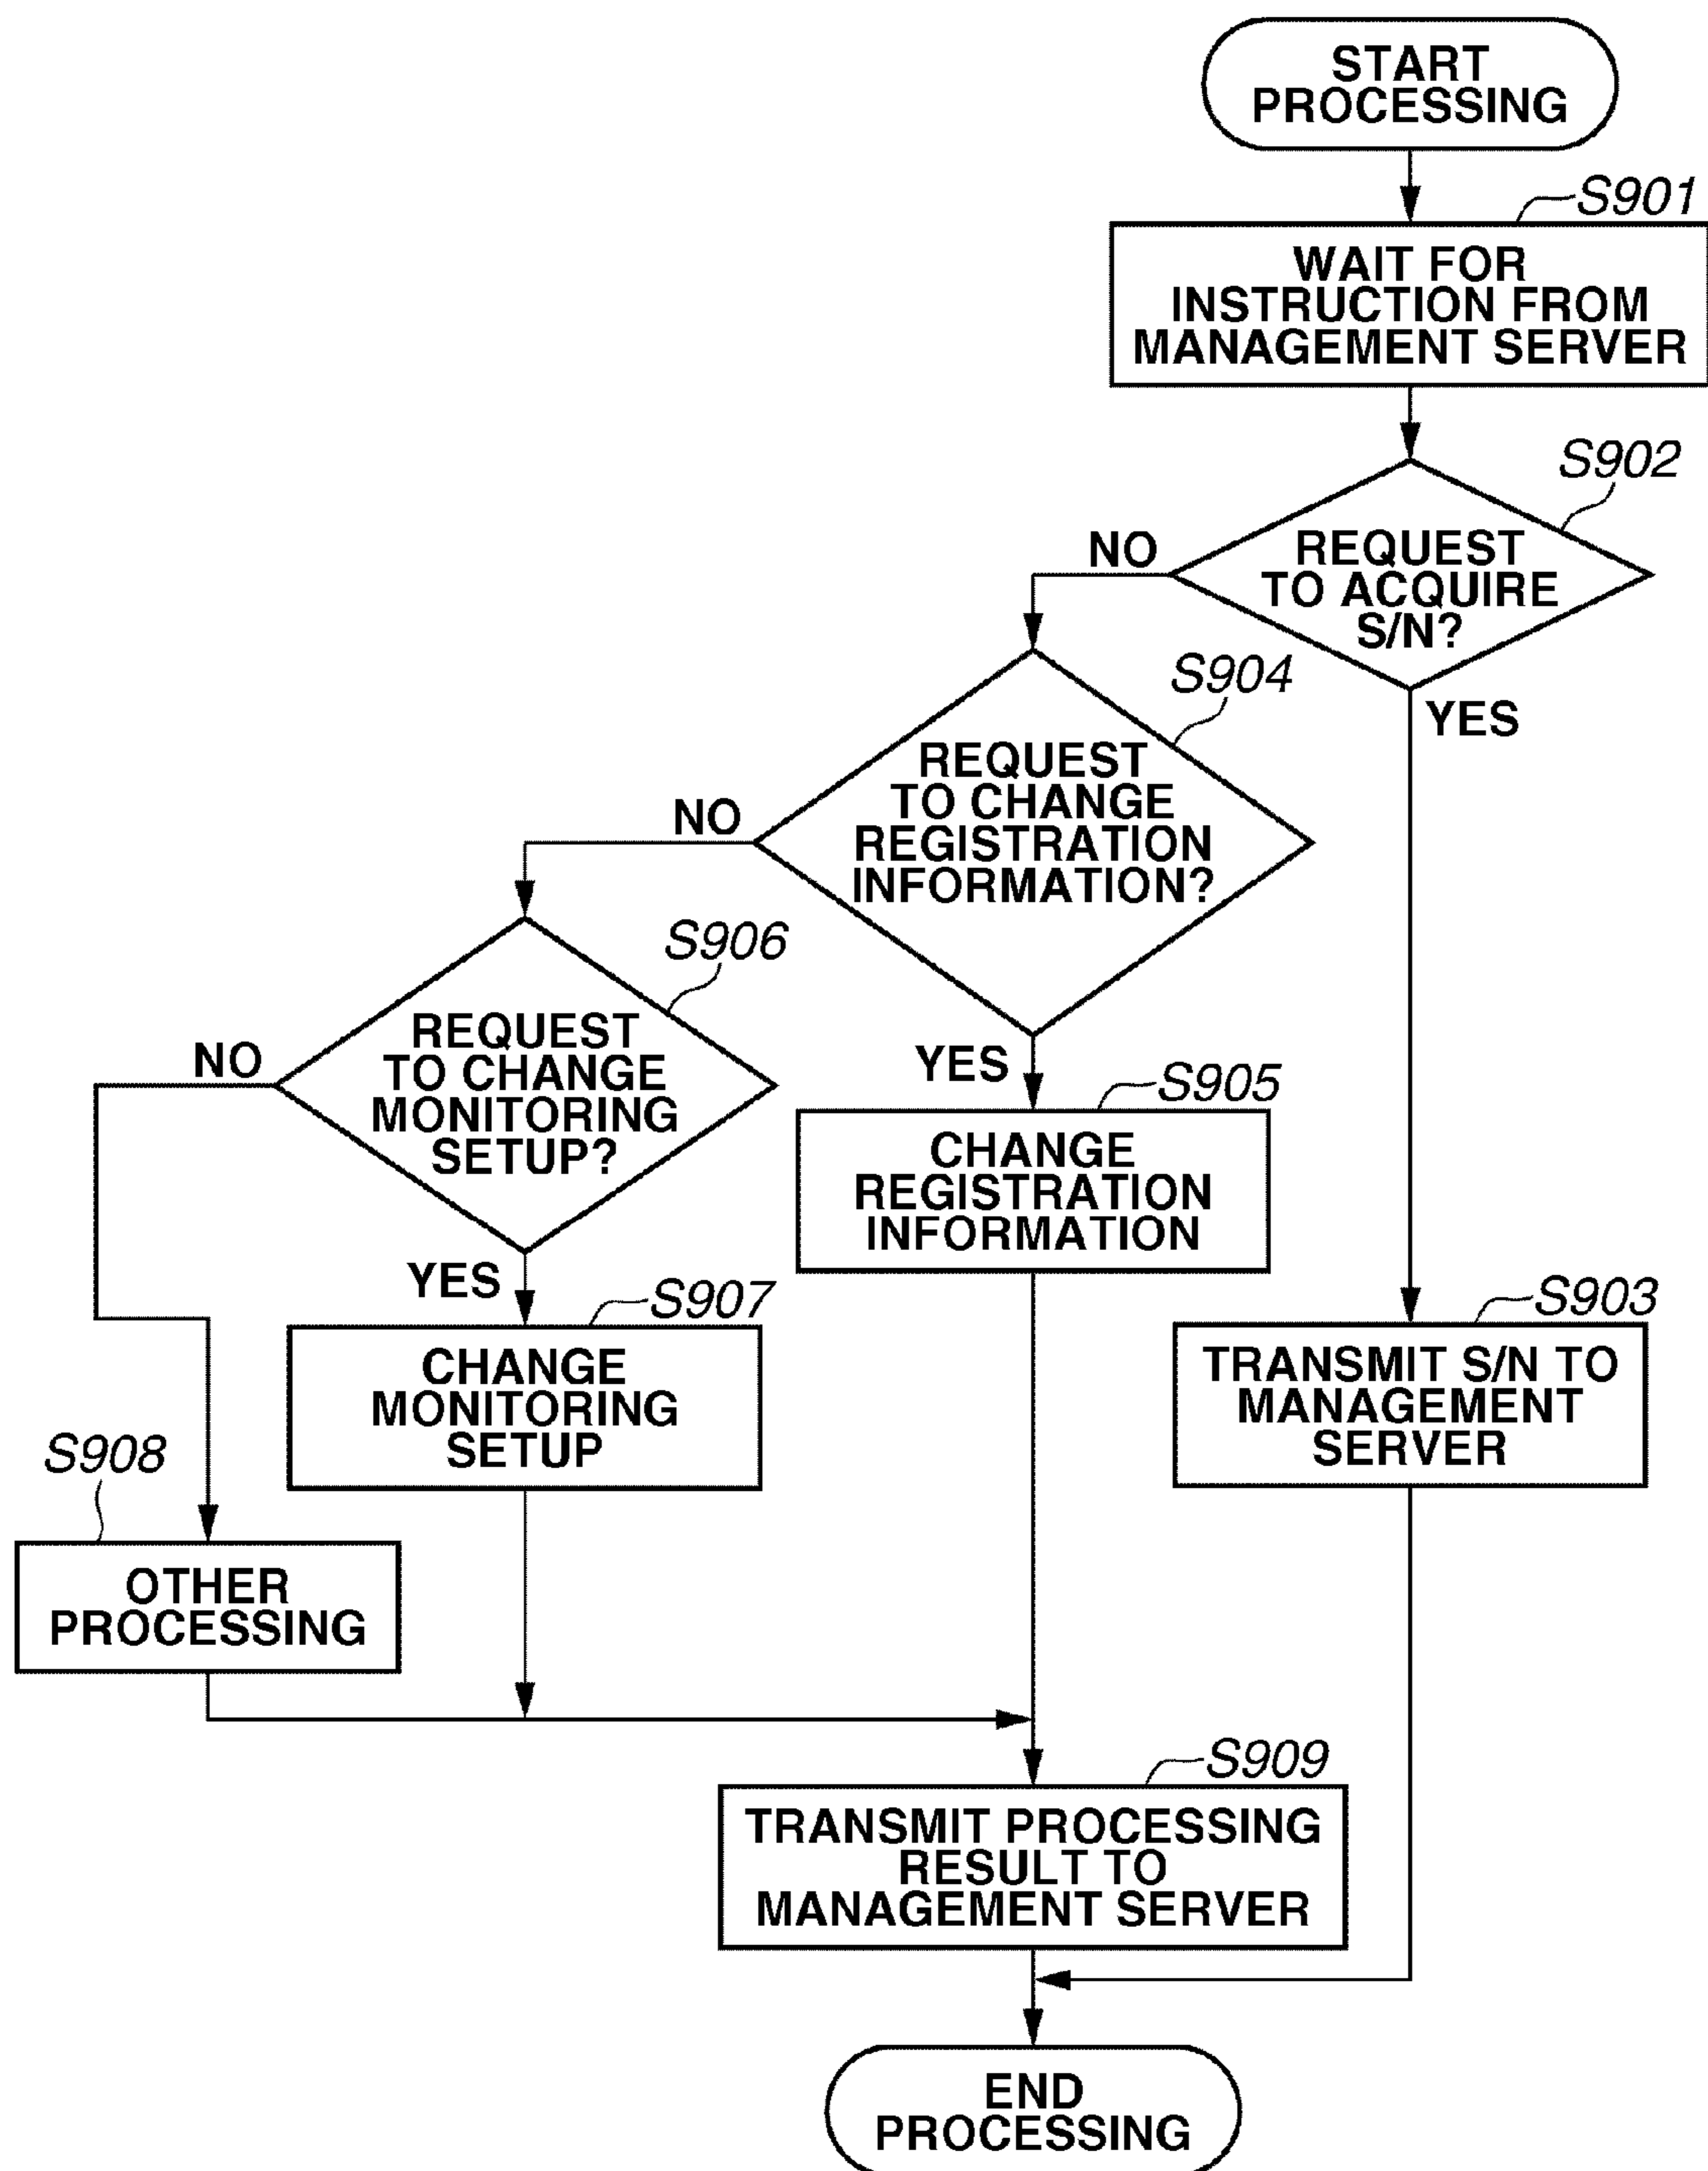 START
PROCESSING
S901
WAIT FOR
INSTRUCTION FROM
MANAGEMENT SERVER
S902
REQUEST
TO ACQUIRE
S/N?
NO
YES
S904
REQUEST
TO CHANGE
REGISTRATION
INFORMATION?
NO
YES
S906
REQUEST
TO CHANGE
MONITORING
SETUP?
NO
YES
S905
CHANGE
REGISTRATION
INFORMATION
S907
CHANGE
MONITORING
SETUP
S903
TRANSMIT S/N TO
MANAGEMENT
SERVER
S908
OTHER
PROCESSING
S909
TRANSMIT PROCESSING
RESULT TO
MANAGEMENT SERVER
END
PROCESSING